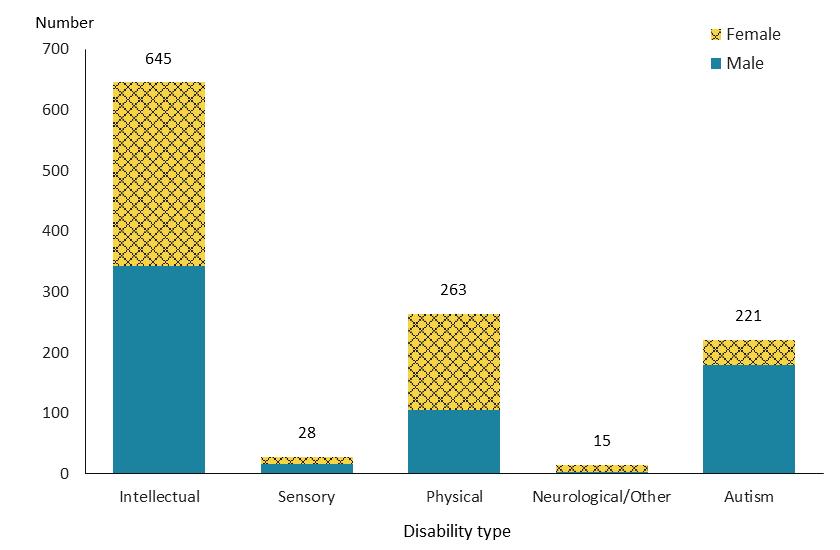 Number
Female
Male
700
600
500
400
300
200
100
0
645
28
263
15
221
Intellectual
Sensory
Physical
Neurological/Other
Autism
Disability type